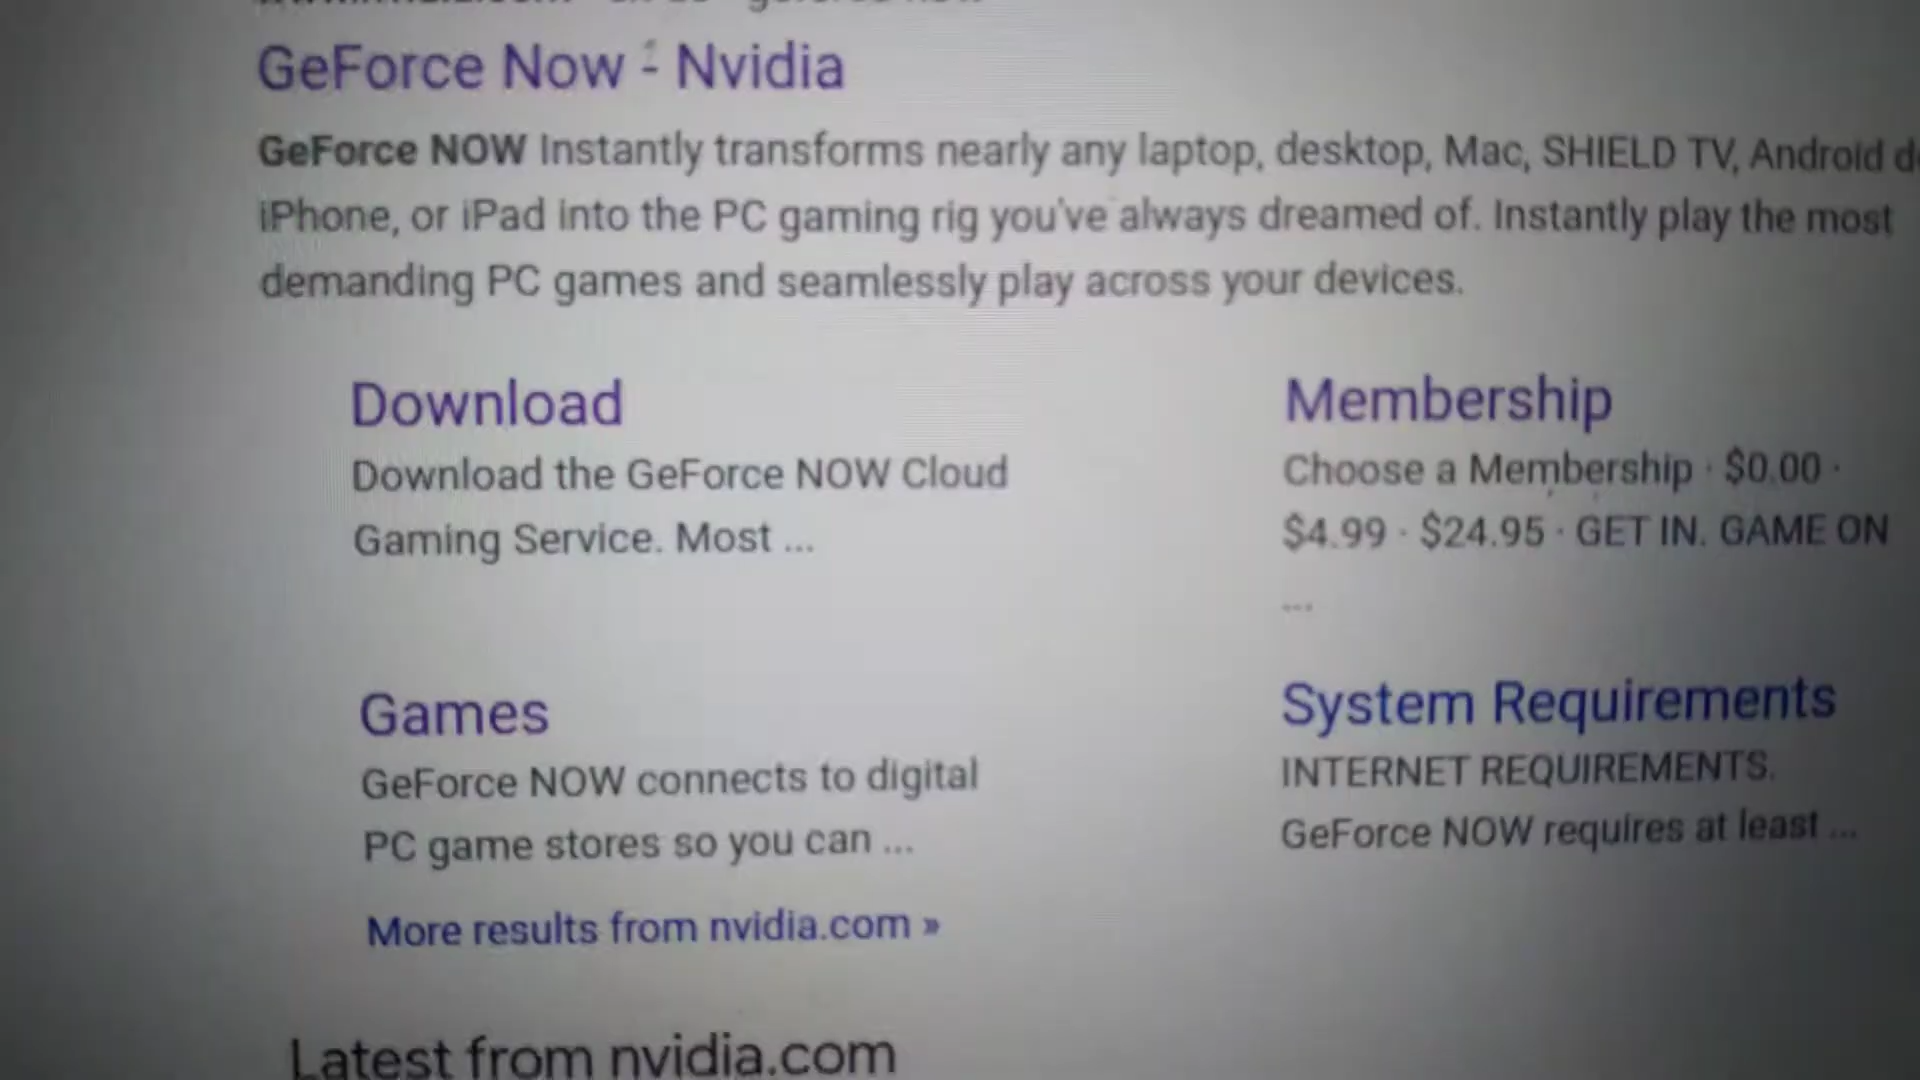 GeForce Now - Nvidia
GeForce NOW Instantly transforms nearly any laptop, desktop, Mac, SHIELD TV, Android
iPhone, or iPad into the PC gaming rig you've always dreamed of. Instantly play the most
demanding PC games and seamlessly play across your devices.
Download
Download the GeForce NOW Cloud
Gaming Service. Most ...
Membership
Choose a Membership · $0.00 ·
$4.99 · $24.95 · GET IN. GAME ON
...
Games
GeForce NOW connects to digital
PC game stores so you can ...
System Requirements
INTERNET REQUIREMENTS.
GeForce NOW requires at least ...
More results from nvidia.com »
Latest from nvidia.com